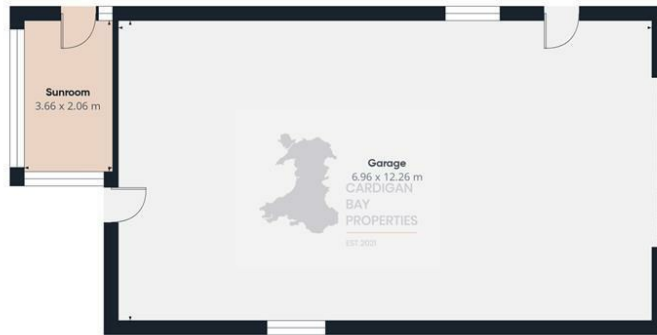 Sunroom
3.66 x 2.06 m
Garage
6.96 x 12.26 m
CARDIGAN
BAY
PROPERTIES
EST 2021